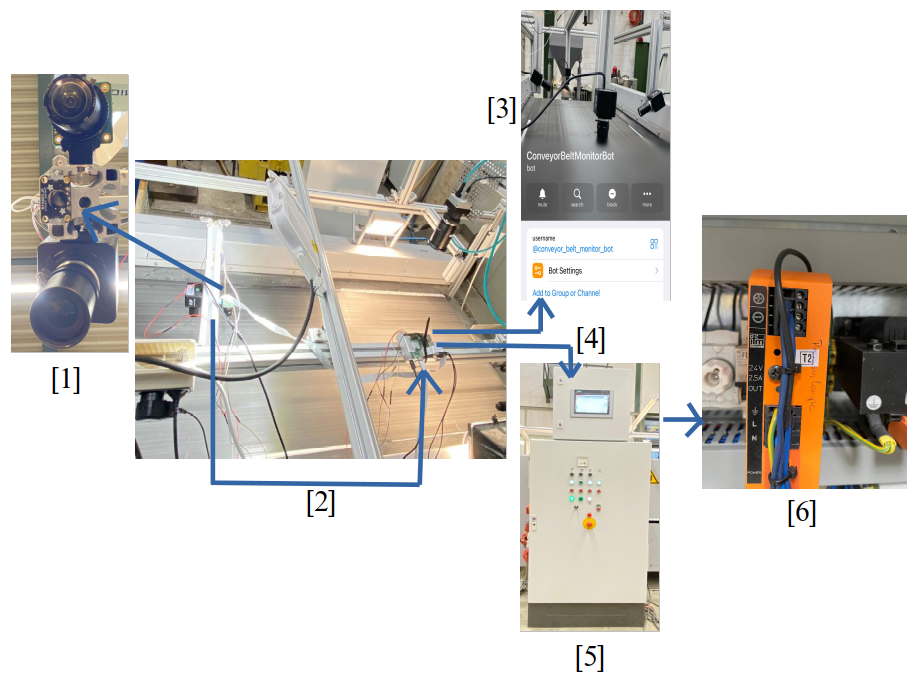 [3]
ConveyorBeltMonitorBot
bot
mute
search
block
more
username
@conveyor_belt_monitor_bot
Bot Settings
Add to Group or Channel
[1]
[2]
[4]
[5]
24V
2.5A
OUT
L
N
POWER
T2
[6]